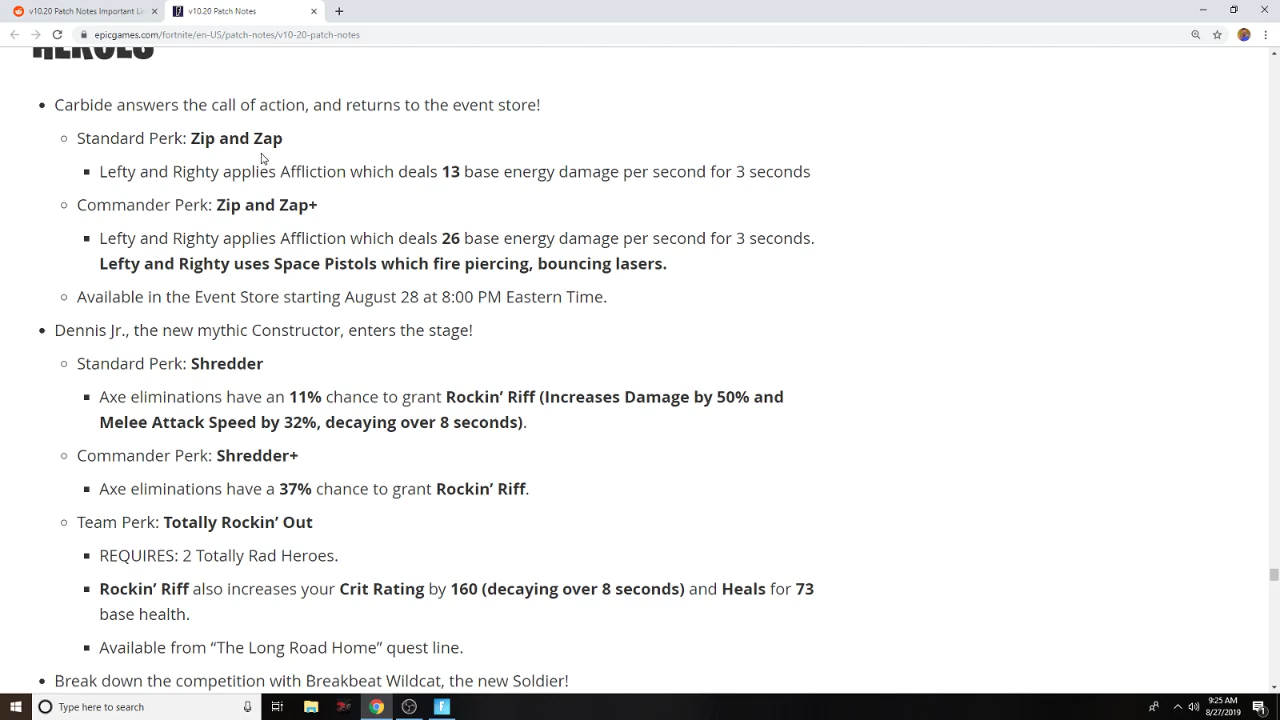 v10.20 Patch Notes Important Li
v10.20 Patch Notes
epicgames.com/fortnite/en-US/patch-notes/v10-20-patch-notes
HEROES
Carbide answers the call of action, and returns to the event store!
Standard Perk: Zip and Zap
Lefty and Righty applies Affliction which deals 13 base energy damage per second for 3 seconds
Commander Perk: Zip and Zap+
Lefty and Righty applies Affliction which deals 26 base energy damage per second for 3 seconds.
Lefty and Righty uses Space Pistols which fire piercing, bouncing lasers.
Available in the Event Store starting August 28 at 8:00 PM Eastern Time.
Dennis Jr., the new mythic Constructor, enters the stage!
Standard Perk: Shredder
Axe eliminations have an 11% chance to grant Rockin’ Riff (Increases Damage by 50% and
Melee Attack Speed by 32%, decaying over 8 seconds).
Commander Perk: Shredder+
Axe eliminations have a 37% chance to grant Rockin’ Riff.
Team Perk: Totally Rockin’ Out
REQUIRES: 2 Totally Rad Heroes.
Rockin’ Riff also increases your Crit Rating by 160 (decaying over 8 seconds) and Heals for 73
base health.
Available from “The Long Road Home” quest line.
Break down the competition with Breakbeat Wildcat, the new Soldier!
Type here to search
9:25 AM
8/27/2019